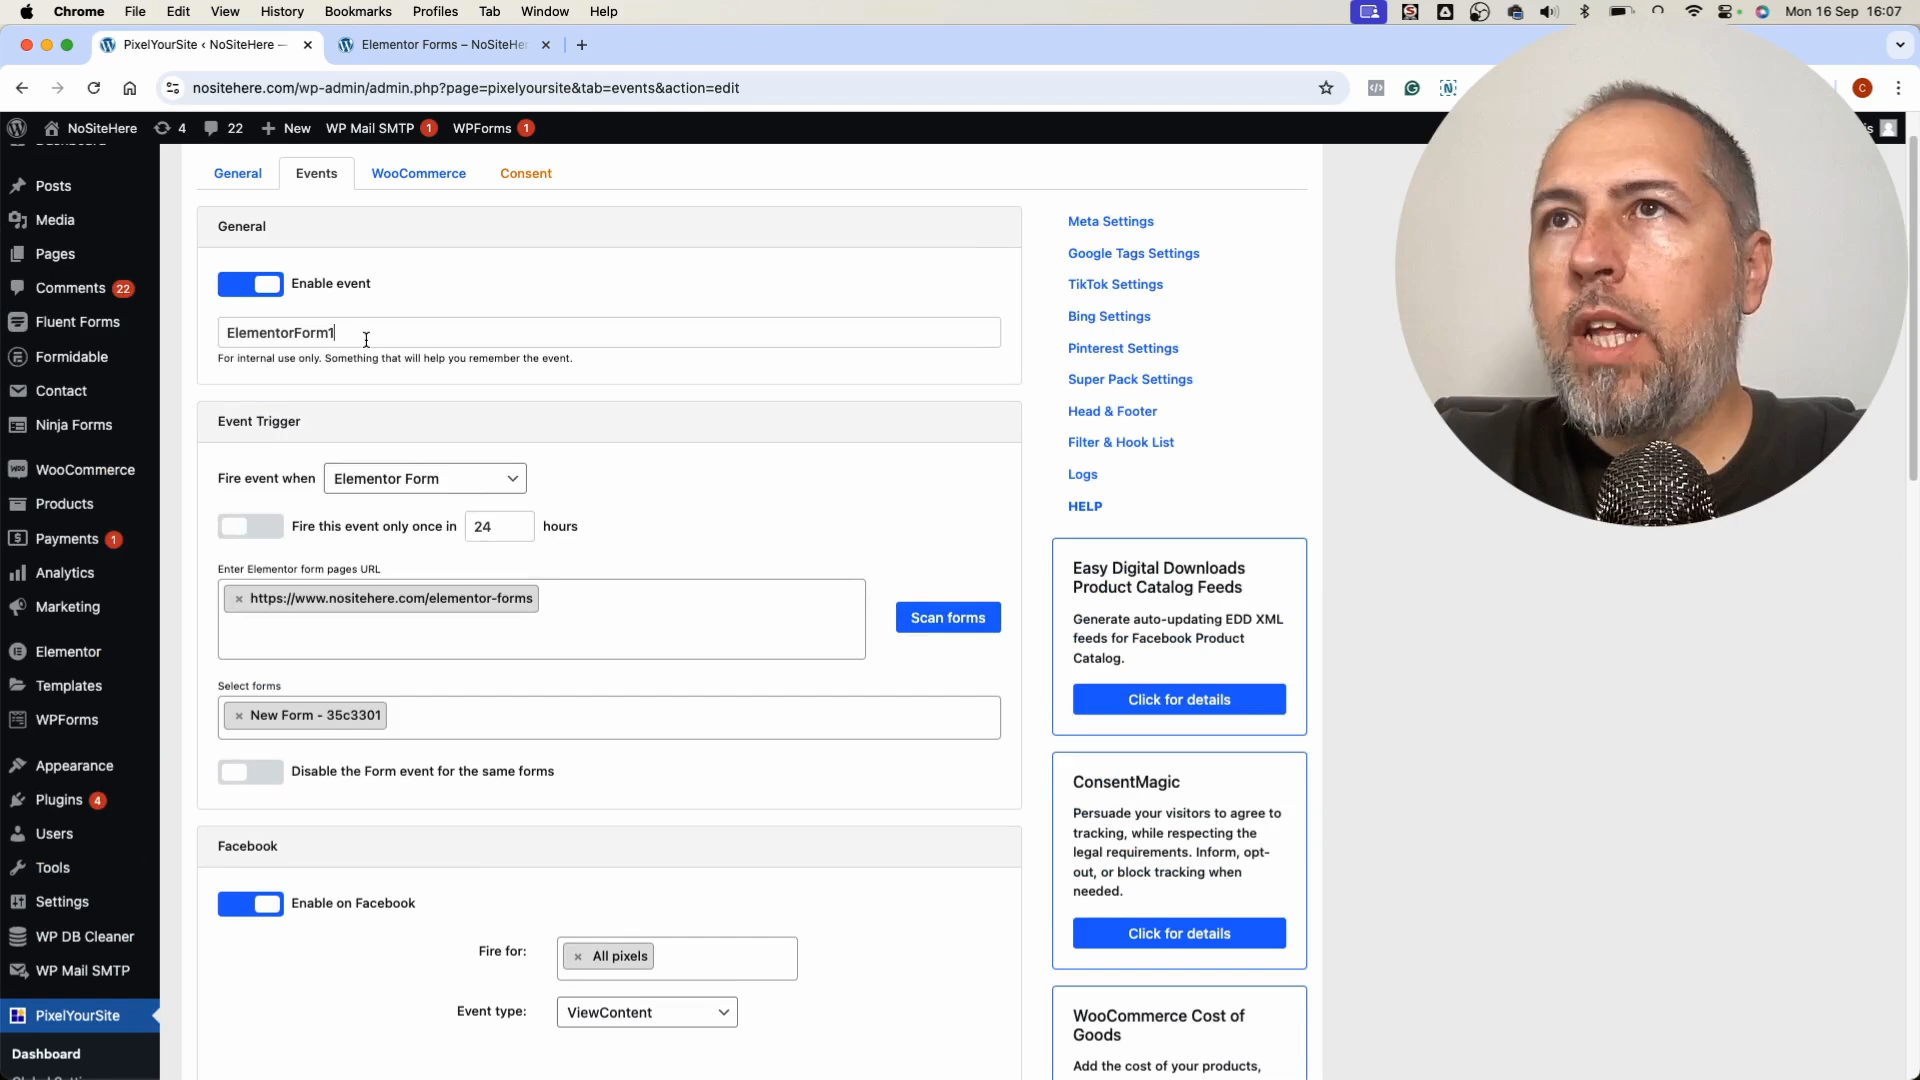 Chrome File Edit View History Bookmarks Profiles Tab Window Help
Mon 16 Sep 16:07
PixelYourSite ‹ NoSiteHere —
Elementor Forms – NoSiteHe
nositehere.com/wp-admin/admin.php?page=pixelyoursite&tab=events&action=edit
C
NoSiteHere 4 22 New WP Mail SMTP 1 WPForms 1
Posts
Media
Pages
Comments 22
Fluent Forms
Formidable
Contact
Ninja Forms
WooCommerce
Products
Payments 1
Analytics
Marketing
Elementor
Templates
WPForms
Appearance
Plugins 4
Users
Tools
Settings
WP DB Cleaner
WP Mail SMTP
PixelYourSite
Dashboard
General Events WooCommerce Consent
General
Enable event
ElementorForm1
For internal use only. Something that will help you remember the event.
Event Trigger
Fire event when Elementor Form
Fire this event only once in 24 hours
Enter Elementor form pages URL
× https://www.nositehere.com/elementor-forms
Scan forms
Select forms
× New Form - 35c3301
Disable the Form event for the same forms
Facebook
Enable on Facebook
Fire for: × All pixels
Event type: ViewContent
Meta Settings
Google Tags Settings
TikTok Settings
Bing Settings
Pinterest Settings
Super Pack Settings
Head & Footer
Filter & Hook List
Logs
HELP
Easy Digital Downloads
Product Catalog Feeds
Generate auto-updating EDD XML
feeds for Facebook Product
Catalog.
Click for details
ConsentMagic
Persuade your visitors to agree to
tracking, while respecting the
legal requirements. Inform, opt-
out, or block tracking when
needed.
Click for details
WooCommerce Cost of
Goods
Add the cost of your products,